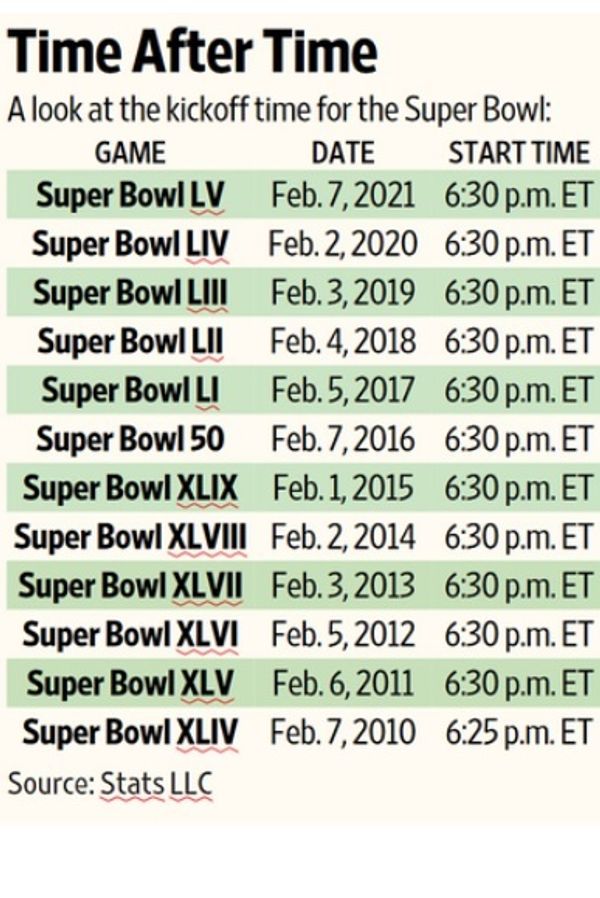 Time After Time
A look at the kickoff time for the Super Bowl:
GAME DATE START TIME
Super Bowl LV Feb. 7, 2021 6:30 p.m. ET
Super Bowl LIV Feb. 2, 2020 6:30 p.m. ET
Super Bowl LIII Feb. 3, 2019 6:30 p.m. ET
Super Bowl LII Feb. 4, 2018 6:30 p.m. ET
Super Bowl LI Feb. 5, 2017 6:30 p.m. ET
Super Bowl 50 Feb. 7, 2016 6:30 p.m. ET
Super Bowl XLIX Feb. 1, 2015 6:30 p.m. ET
Super Bowl XLVIII Feb. 2, 2014 6:30 p.m. ET
Super Bowl XLVII Feb. 3, 2013 6:30 p.m. ET
Super Bowl XLVI Feb. 5, 2012 6:30 p.m. ET
Super Bowl XLV Feb. 6, 2011 6:30 p.m. ET
Super Bowl XLIV Feb. 7, 2010 6:25 p.m. ET
Source: Stats LLC